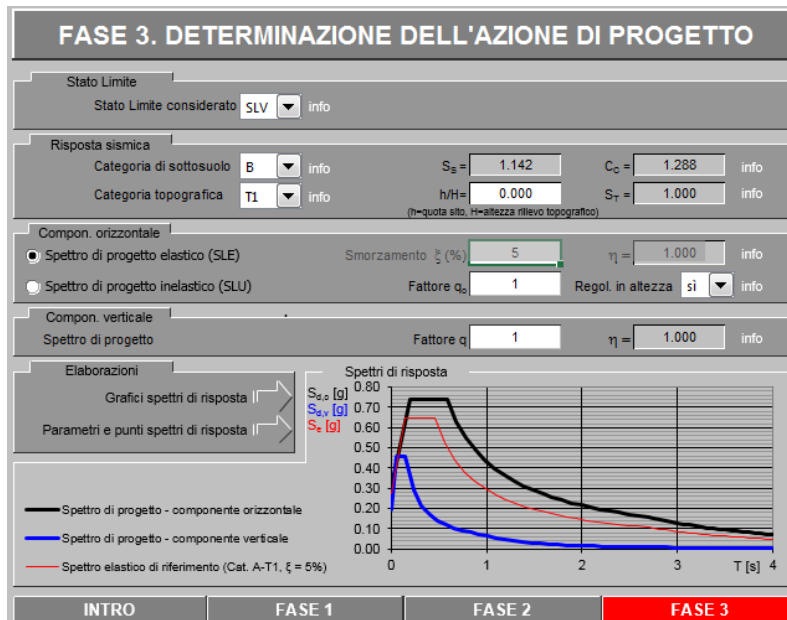 FASE 3. DETERMINAZIONE DELL'AZIONE DI PROGETTO
Stato Limite
Stato Limite considerato SLV info
Risposta sismica
Categoria di sottosuolo B info S_S = 1.142 C_C = 1.288 info
Categoria topografica T1 info h/H= 0.000 S_T = 1.000 info
(h=quota sito, H=altezza rilievo topografico)
Compon. orizzontale
Spettro di progetto elastico (SLE) Smorzamento ξ (%) 5 η = 1.000 info
Spettro di progetto inelastico (SLU) Fattore q_o 1 Regol. in altezza sì info
Compon. verticale
Spettro di progetto Fattore q 1 η = 1.000 info
Elaborazioni
Grafici spettri di risposta
Parametri e punti spettri di risposta
Spettri di risposta
S_d,o [g]
S_d,v [g]
S_e [g]
0.80
0.70
0.60
0.50
0.40
0.30
0.20
0.10
0.00
0 1 2 3 T [s] 4
Spettro di progetto - componente orizzontale
Spettro di progetto - componente verticale
Spettro elastico di riferimento (Cat. A-T1, ξ = 5%)
INTRO FASE 1 FASE 2 FASE 3